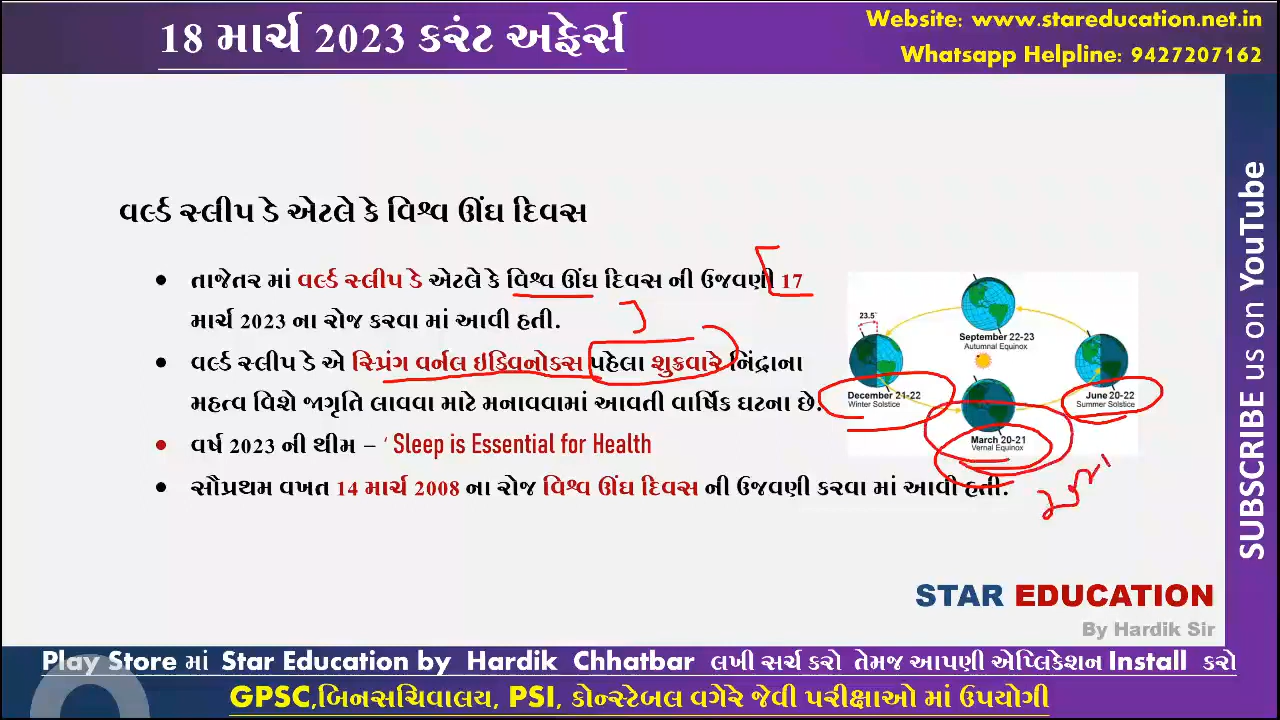 18 માર્ચ 2023 કરંટ અફેર્સ
Website: www.stareducation.net.in
Whatsapp Helpline: 9427207162
વર્લ્ડ સ્લીપ ડે એટલે કે વિશ્વ ઊંઘ દિવસ
• તાજેતર માં વર્લ્ડ સ્લીપ ડે એટલે કે વિશ્વ ઊંઘ દિવસ ની ઉજવણી 17
માર્ચ 2023 ના રોજ કરવા માં આવી હતી.
• વર્લ્ડ સ્લીપ ડે એ સ્પ્રિંગ વર્નલ ઇક્વિનોક્સ પહેલા શુક્રવારે નિંદ્રાના
મહત્વ વિશે જાગૃતિ લાવવા માટે મનાવવામાં આવતી વાર્ષિક ઘટના છે.
• વર્ષ 2023 ની થીમ – ‘ Sleep is Essential for Health
• સૌપ્રથમ વખત 14 માર્ચ 2008 ના રોજ વિશ્વ ઊંઘ દિવસ ની ઉજવણી કરવા માં આવી હતી.
23.5°
September 22-23
Autumnal Equinox
December 21-22
Winter Solstice
June 20-22
Summer Solstice
March 20-21
Vernal Equinox
SUBSCRIBE us on YouTube
STAR EDUCATION
By Hardik Sir
Play Store માં Star Education by Hardik Chhatbar લખી સર્ચ કરો તેમજ આપણી એપ્લિકેશન Install કરો
GPSC,બિનસચિવાલય, PSI, કોન્સ્ટેબલ વગેરે જેવી પરીક્ષાઓ માં ઉપયોગી